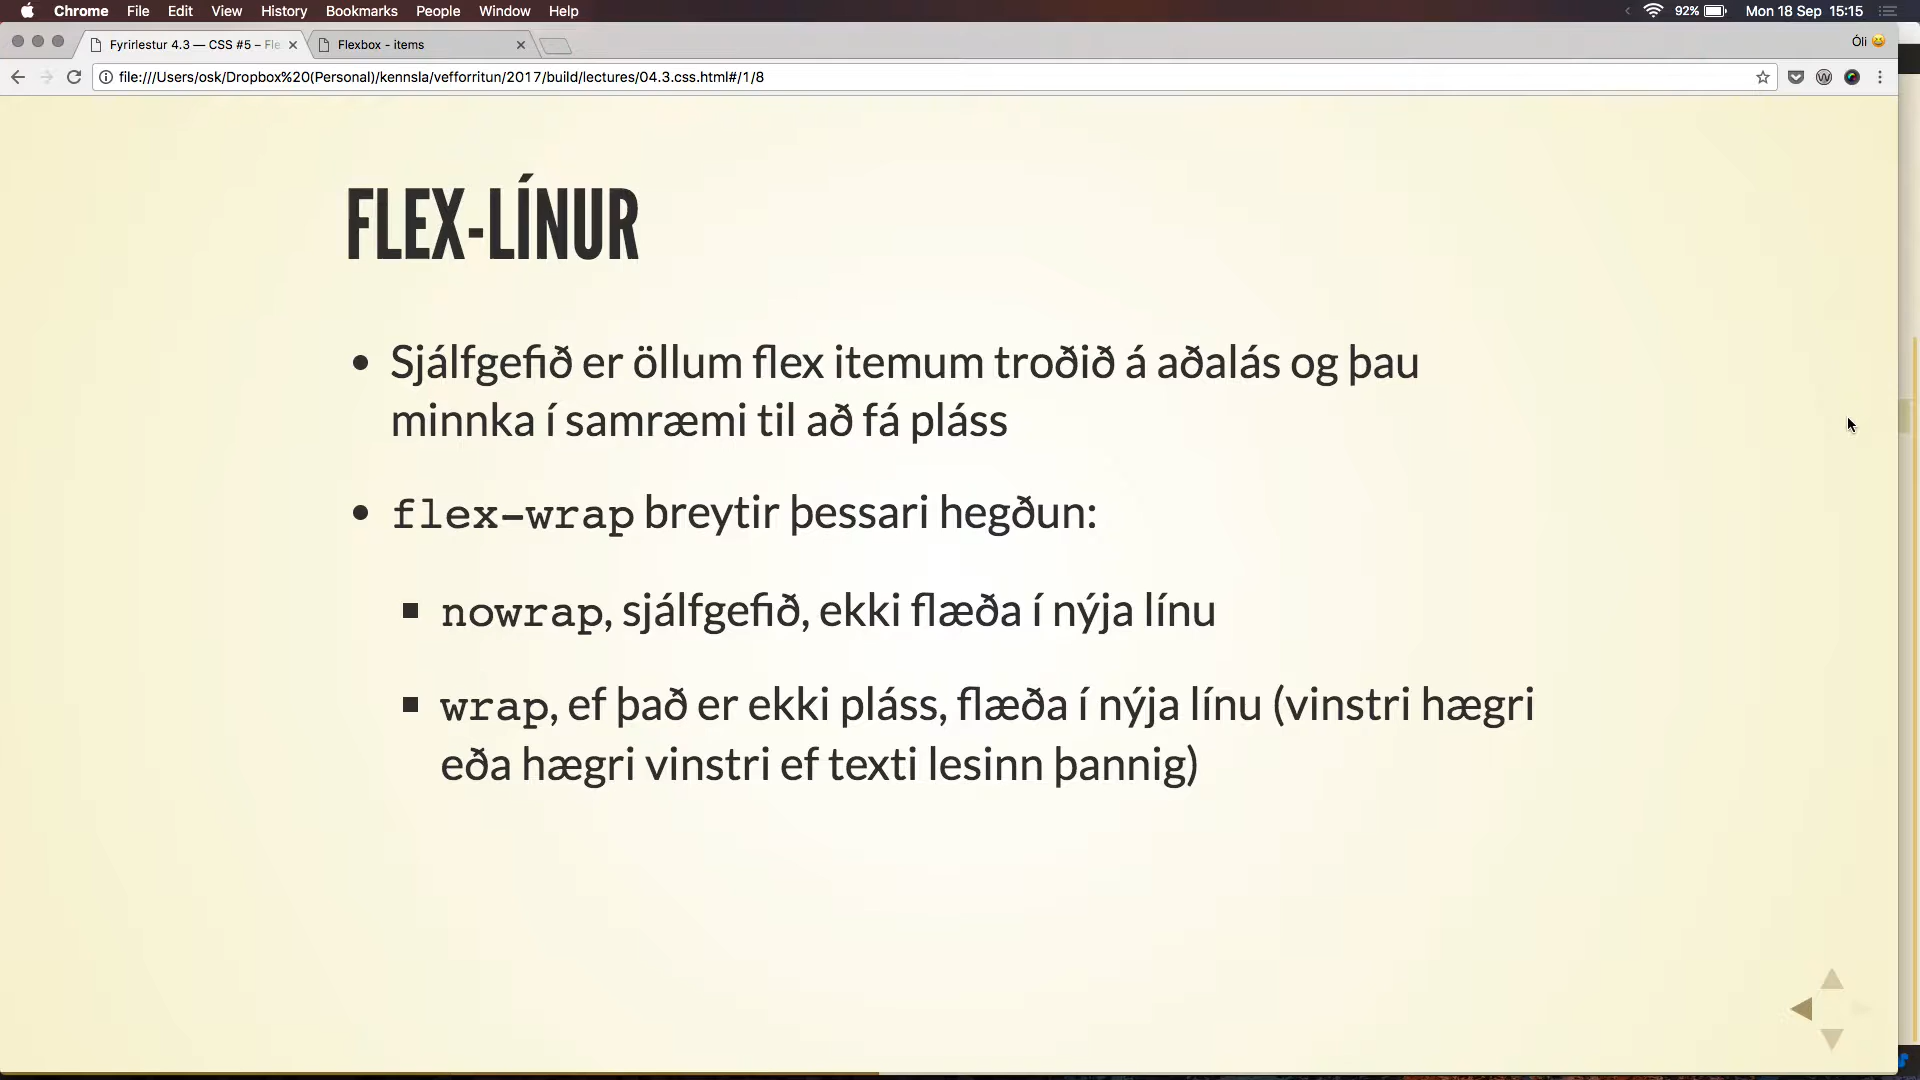 Chrome File Edit View History Bookmarks People Window Help 92% Mon 18 Sep 15:15
Fyrirlestur 4.3 — CSS #5 – Fle Flexbox - items Óli
file:///Users/osk/Dropbox%20(Personal)/kennsla/vefforritun/2017/build/lectures/04.3.css.html#/1/8
FLEX-LÍNUR
Sjálfgefið er öllum flex itemum troðið á aðalás og þau
minnka í samræmi til að fá pláss
flex-wrap breytir þessari hegðun:
nowrap, sjálfgefið, ekki flæða í nýja línu
wrap, ef það er ekki pláss, flæða í nýja línu (vinstri hægri
eða hægri vinstri ef texti lesinn þannig)